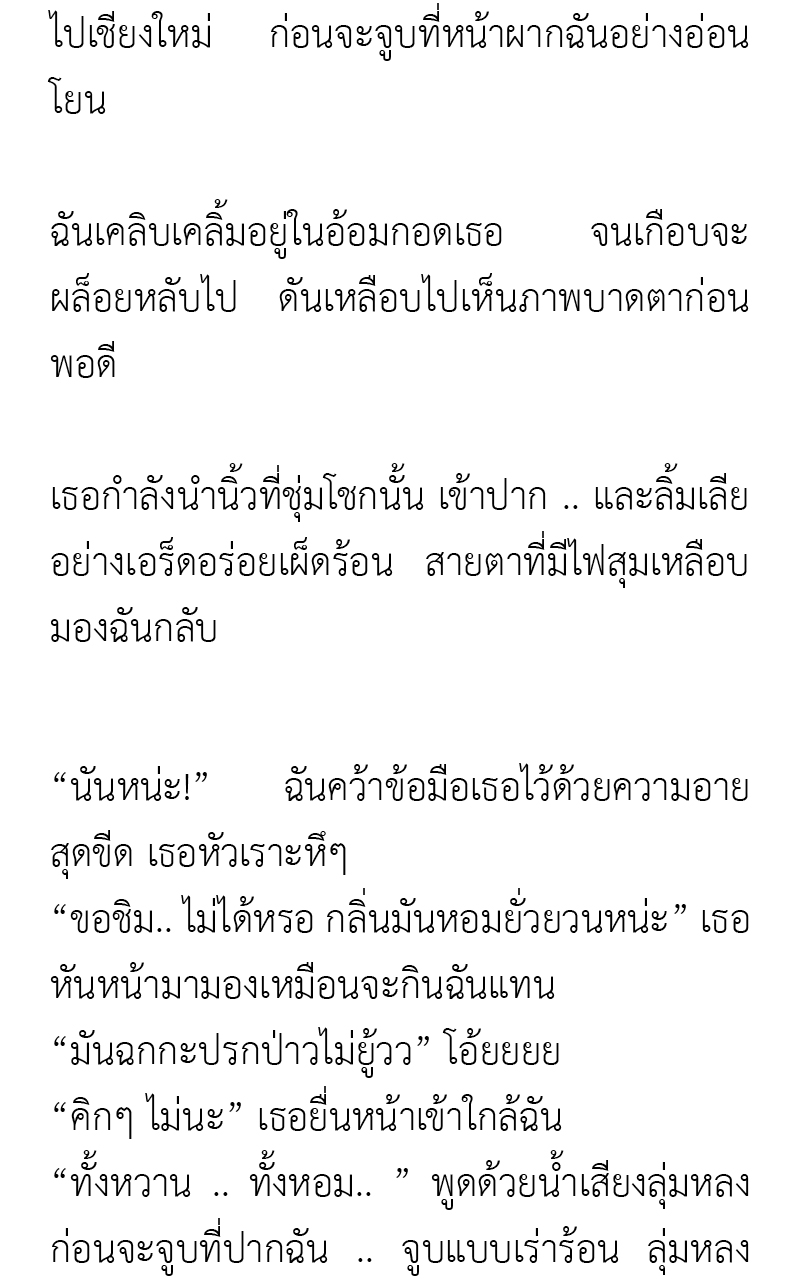 ไปเชียงใหม่ ก่อนจะจูบที่หน้าผากฉันอย่างอ่อน
โยน
ฉันเคลิบเคลิ้มอยู่ในอ้อมกอดเธอ จนเกือบจะ
ผล็อยหลับไป ดันเหลือบไปเห็นภาพบาดตาก่อน
พอดี
เธอกำลังนำนิ้วที่ชุ่มโชกนั้น เข้าปาก .. และลิ้มเลีย
อย่างเอร็ดอร่อยเผ็ดร้อน สายตาที่มีไฟสุมเหลือบ
มองฉันกลับ
“นันหน่ะ!” ฉันคว้าข้อมือเธอไว้ด้วยความอาย
สุดขีด เธอหัวเราะหึๆ
“ขอชิม.. ไม่ได้หรอ กลิ่นมันหอมยั่วยวนหน่ะ” เธอ
หันหน้ามามองเหมือนจะกินฉันแทน
“มันฉกกะปรกป่าวไม่ยู้วว” โอ้ยยยย
“คิกๆ ไม่นะ” เธอยื่นหน้าเข้าใกล้ฉัน
“ทั้งหวาน .. ทั้งหอม.. ” พูดด้วยน้ำเสียงลุ่มหลง
ก่อนจะจูบที่ปากฉัน .. จูบแบบเร่าร้อน ลุ่มหลง